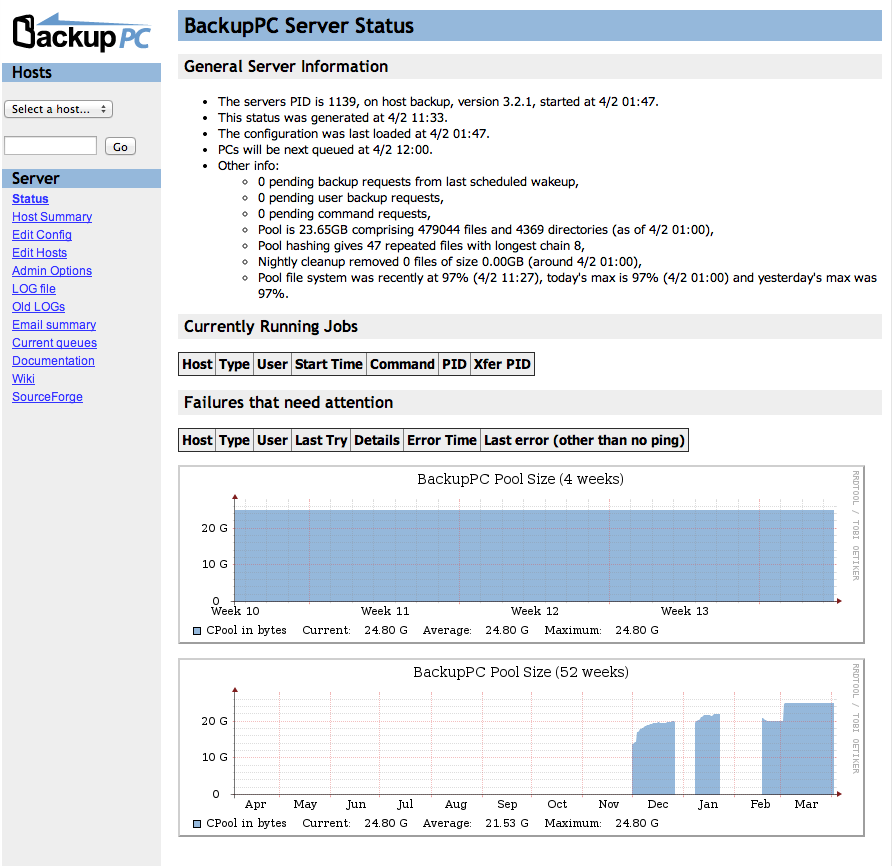 BackupPC
Hosts
Select a host...
Go
Server
Status
Host Summary
Edit Config
Edit Hosts
Admin Options
LOG file
Old LOGs
Email summary
Current queues
Documentation
Wiki
SourceForge
BackupPC Server Status
General Server Information
The servers PID is 1139, on host backup, version 3.2.1, started at 4/2 01:47.
This status was generated at 4/2 11:33.
The configuration was last loaded at 4/2 01:47.
PCs will be next queued at 4/2 12:00.
Other info:
0 pending backup requests from last scheduled wakeup,
0 pending user backup requests,
0 pending command requests,
Pool is 23.65GB comprising 479044 files and 4369 directories (as of 4/2 01:00),
Pool hashing gives 47 repeated files with longest chain 8,
Nightly cleanup removed 0 files of size 0.00GB (around 4/2 01:00),
Pool file system was recently at 97% (4/2 11:27), today's max is 97% (4/2 01:00) and yesterday's max was
97%.
Currently Running Jobs
Host Type User Start Time Command PID Xfer PID
Failures that need attention
Host Type User Last Try Details Error Time Last error (other than no ping)
BackupPC Pool Size (4 weeks)
RRDTOOL / TOBI OETIKER
20 G
10 G
0
Week 10 Week 11 Week 12 Week 13
CPool in bytes Current: 24.80 G Average: 24.80 G Maximum: 24.80 G
BackupPC Pool Size (52 weeks)
RRDTOOL / TOBI OETIKER
20 G
10 G
0
Apr May Jun Jul Aug Sep Oct Nov Dec Jan Feb Mar
CPool in bytes Current: 24.80 G Average: 21.53 G Maximum: 24.80 G